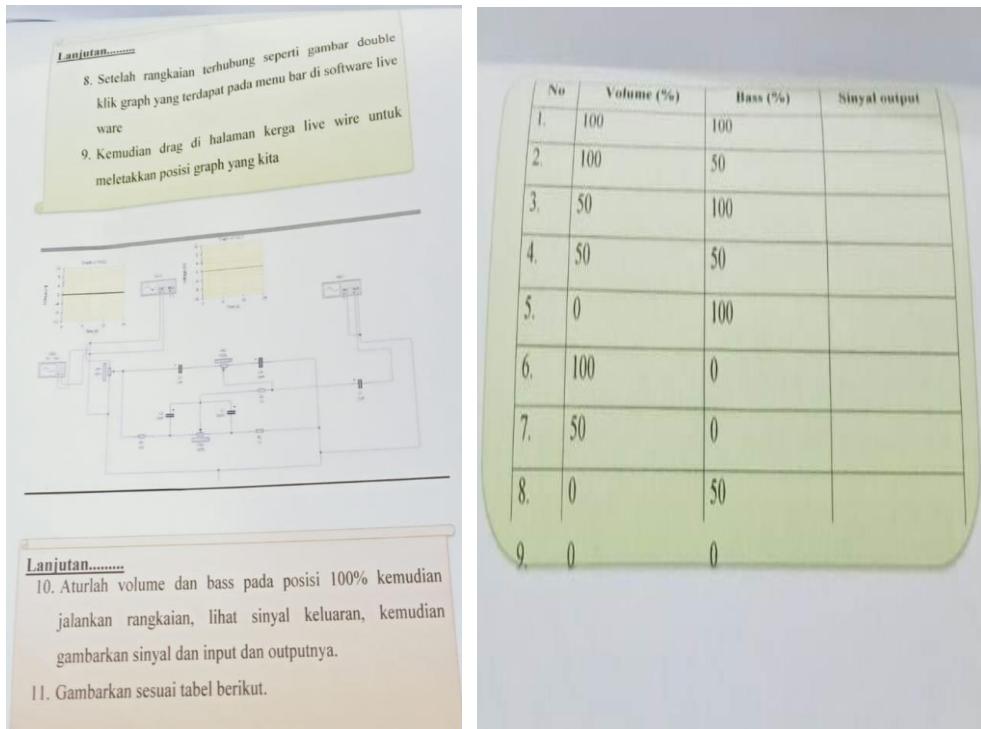 Lanjutan.........
8. Setelah rangkaian terhubung seperti gambar double
klik graph yang terdapat pada menu bar di software live
ware
9. Kemudian drag di halaman kerga live wire untuk
meletakkan posisi graph yang kita
Lanjutan.........
10. Aturlah volume dan bass pada posisi 100% kemudian
jalankan rangkaian, lihat sinyal keluaran, kemudian
gambarkan sinyal dan input dan outputnya.
11. Gambarkan sesuai tabel berikut.
No Volume (%) Bass (%) Sinyal output
1. 100 100
2. 100 50
3. 50 100
4. 50 50
5. 0 100
6. 100 0
7. 50 0
8. 0 50
9. 0 0